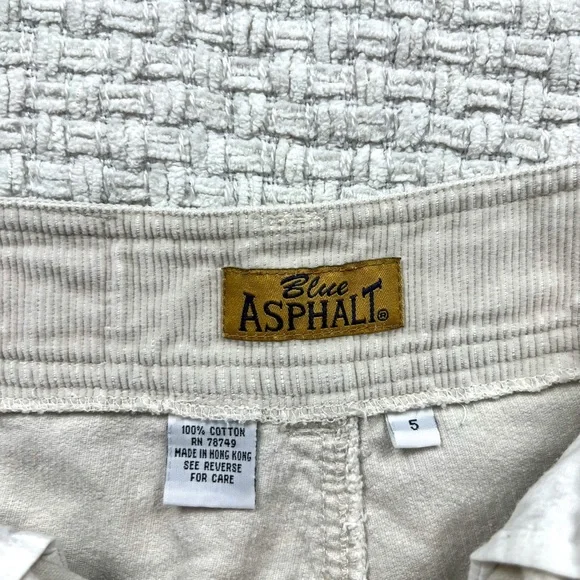 Blue
ASPHALT®
100% COTTON
RN 78749
MADE IN HONG KONG
SEE REVERSE
FOR CARE
5